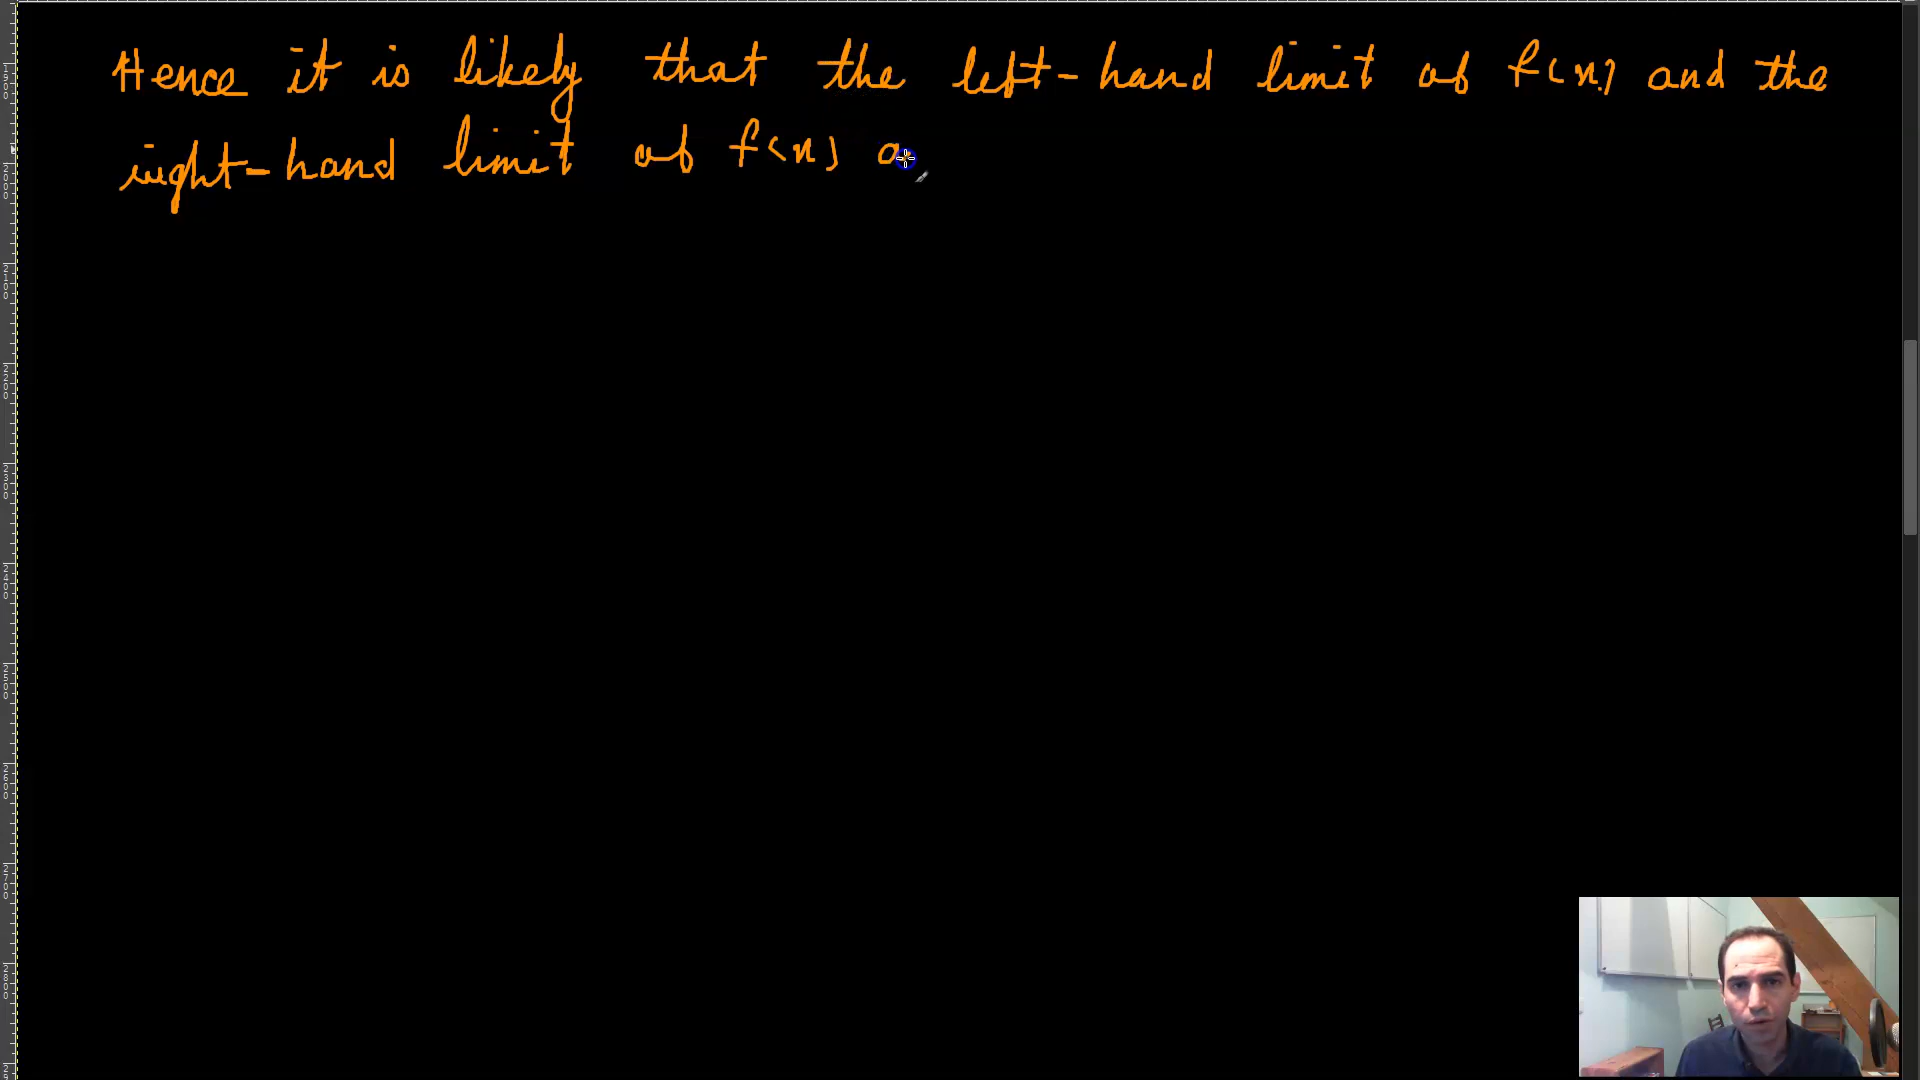 Hence it is likely that the left-hand limit of f(x) and the
right-hand limit of f(x) a